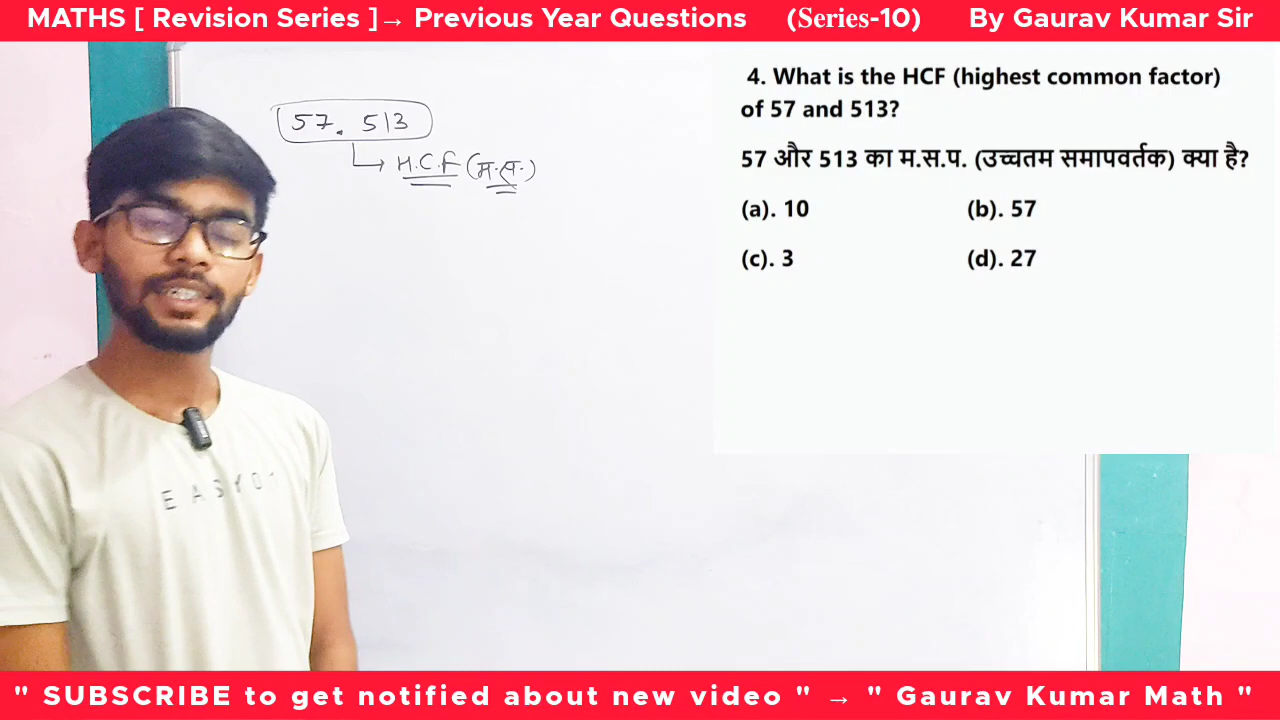 MATHS [ Revision Series ]→ Previous Year Questions (Series-10) By Gaurav Kumar Sir
57, 513
H.C.F (म.स.)
4. What is the HCF (highest common factor)
of 57 and 513?
57 और 513 का म.स.प. (उच्चतम समापवर्तक) क्या है?
(a). 10 (b). 57
(c). 3 (d). 27
" SUBSCRIBE to get notified about new video " → " Gaurav Kumar Math "